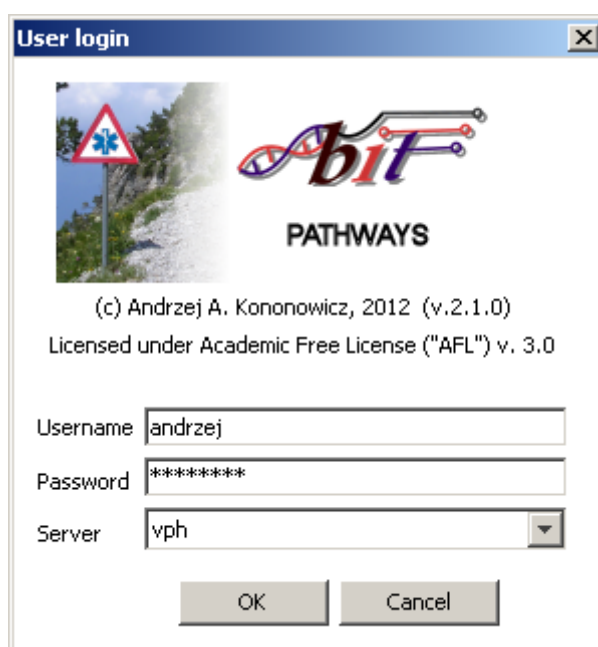 User login
bit
PATHWAYS
(c) Andrzej A. Kononowicz, 2012 (v.2.1.0)
Licensed under Academic Free License ("AFL") v. 3.0
Username andrzej
Password ********
Server vph
OK Cancel